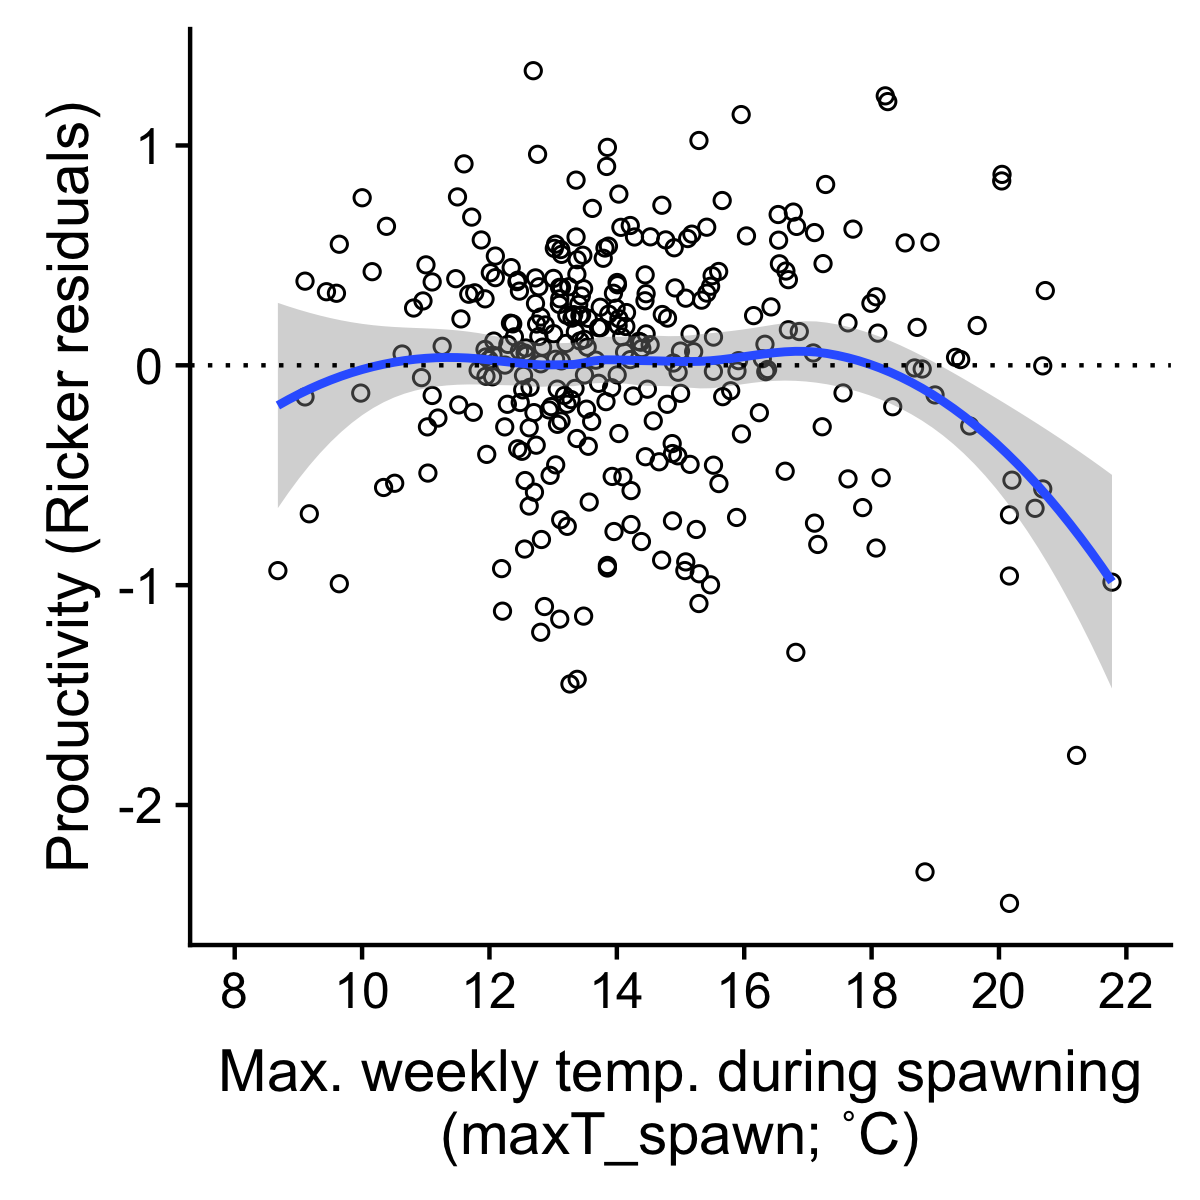 Productivity (Ricker residuals)
1
0
-1
-2
8 10 12 14 16 18 20 22
Max. weekly temp. during spawning
(maxT_spawn; ˚C)